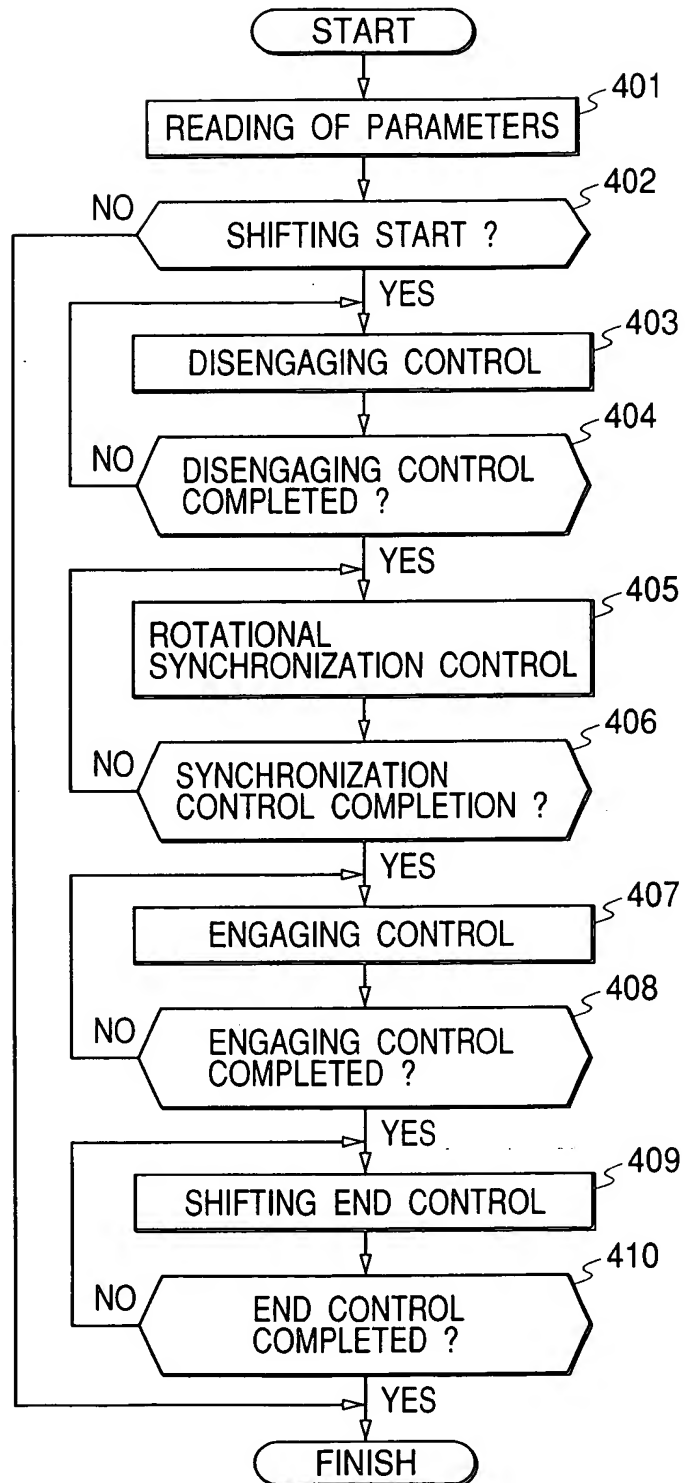 START
401
READING OF PARAMETERS
402
NO
SHIFTING START ?
YES
403
DISENGAGING CONTROL
404
NO
DISENGAGING CONTROL
COMPLETED ?
YES
405
ROTATIONAL
SYNCHRONIZATION CONTROL
406
NO
SYNCHRONIZATION
CONTROL COMPLETION ?
YES
407
ENGAGING CONTROL
408
NO
ENGAGING CONTROL
COMPLETED ?
YES
409
SHIFTING END CONTROL
410
NO
END CONTROL
COMPLETED ?
YES
FINISH